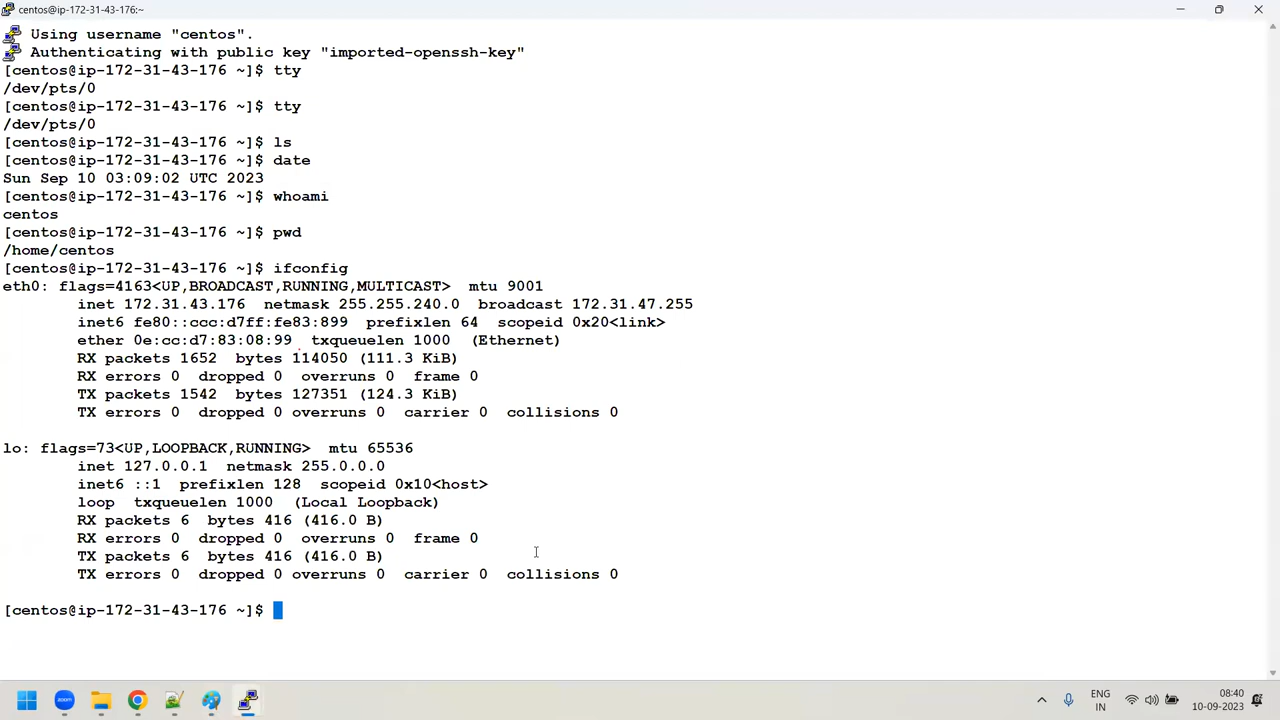 centos@ip-172-31-43-176:~
Using username "centos".
Authenticating with public key "imported-openssh-key"
[centos@ip-172-31-43-176 ~]$ tty
/dev/pts/0
[centos@ip-172-31-43-176 ~]$ tty
/dev/pts/0
[centos@ip-172-31-43-176 ~]$ ls
[centos@ip-172-31-43-176 ~]$ date
Sun Sep 10 03:09:02 UTC 2023
[centos@ip-172-31-43-176 ~]$ whoami
centos
[centos@ip-172-31-43-176 ~]$ pwd
/home/centos
[centos@ip-172-31-43-176 ~]$ ifconfig
eth0: flags=4163<UP,BROADCAST,RUNNING,MULTICAST>  mtu 9001
        inet 172.31.43.176  netmask 255.255.240.0  broadcast 172.31.47.255
        inet6 fe80::ccc:d7ff:fe83:899  prefixlen 64  scopeid 0x20<link>
        ether 0e:cc:d7:83:08:99  txqueuelen 1000  (Ethernet)
        RX packets 1652  bytes 114050 (111.3 KiB)
        RX errors 0  dropped 0  overruns 0  frame 0
        TX packets 1542  bytes 127351 (124.3 KiB)
        TX errors 0  dropped 0 overruns 0  carrier 0  collisions 0
lo: flags=73<UP,LOOPBACK,RUNNING>  mtu 65536
        inet 127.0.0.1  netmask 255.0.0.0
        inet6 ::1  prefixlen 128  scopeid 0x10<host>
        loop  txqueuelen 1000  (Local Loopback)
        RX packets 6  bytes 416 (416.0 B)
        RX errors 0  dropped 0  overruns 0  frame 0
        TX packets 6  bytes 416 (416.0 B)
        TX errors 0  dropped 0 overruns 0  carrier 0  collisions 0
[centos@ip-172-31-43-176 ~]$
zoom
ENG
IN
08:40
10-09-2023